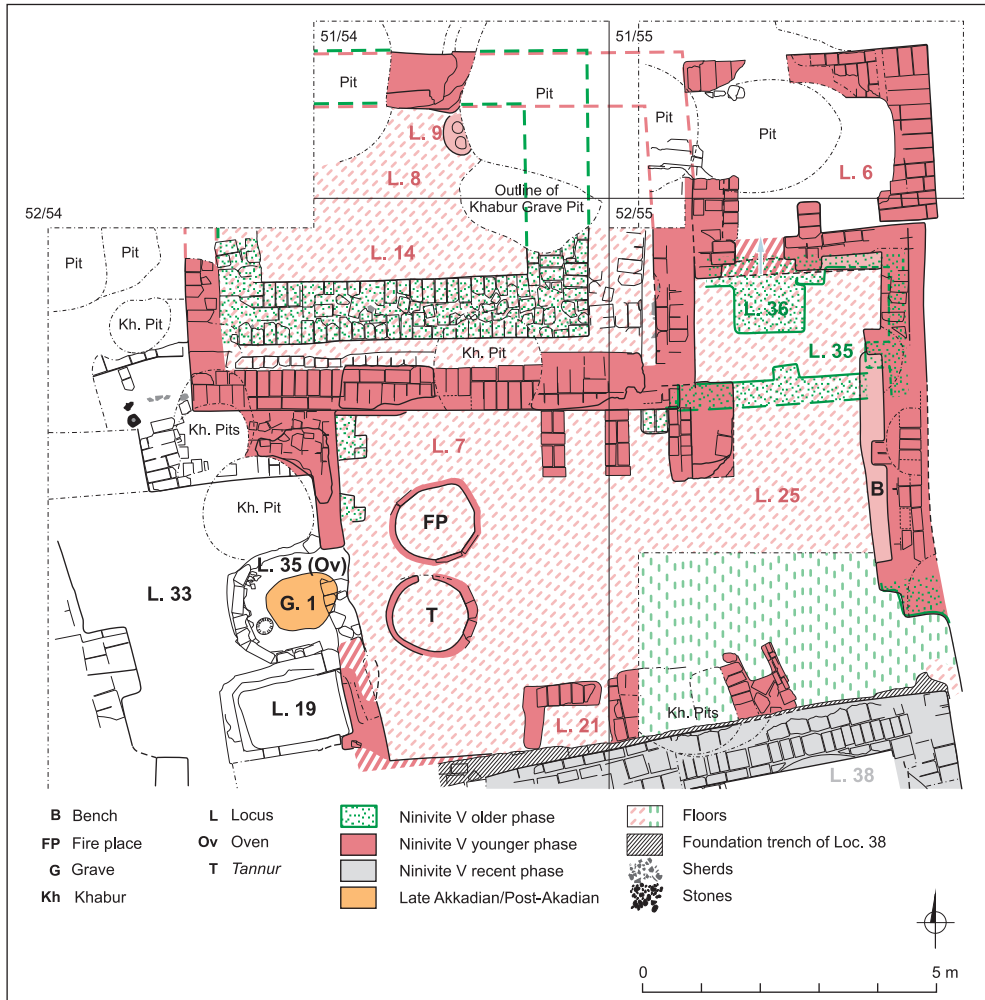 51/54
51/55
Pit
Pit
Pit
Pit
L. 9
L. 8
L. 6
Outline of
Khabur Grave Pit
52/54
52/55
Pit
Pit
L. 14
L. 36
Kh. Pit
L. 35
Kh. Pit
Kh. Pits
L. 7
L. 25
B
Kh. Pit
FP
L. 35 (Ov)
L. 33
G. 1
T
L. 19
L. 21
Kh. Pits
L. 38
B Bench
FP Fire place
G Grave
Kh Khabur
L Locus
Ov Oven
T Tannur
Ninivite V older phase
Ninivite V younger phase
Ninivite V recent phase
Late Akkadian/Post-Akadian
Floors
Foundation trench of Loc. 38
Sherds
Stones
0 5 m